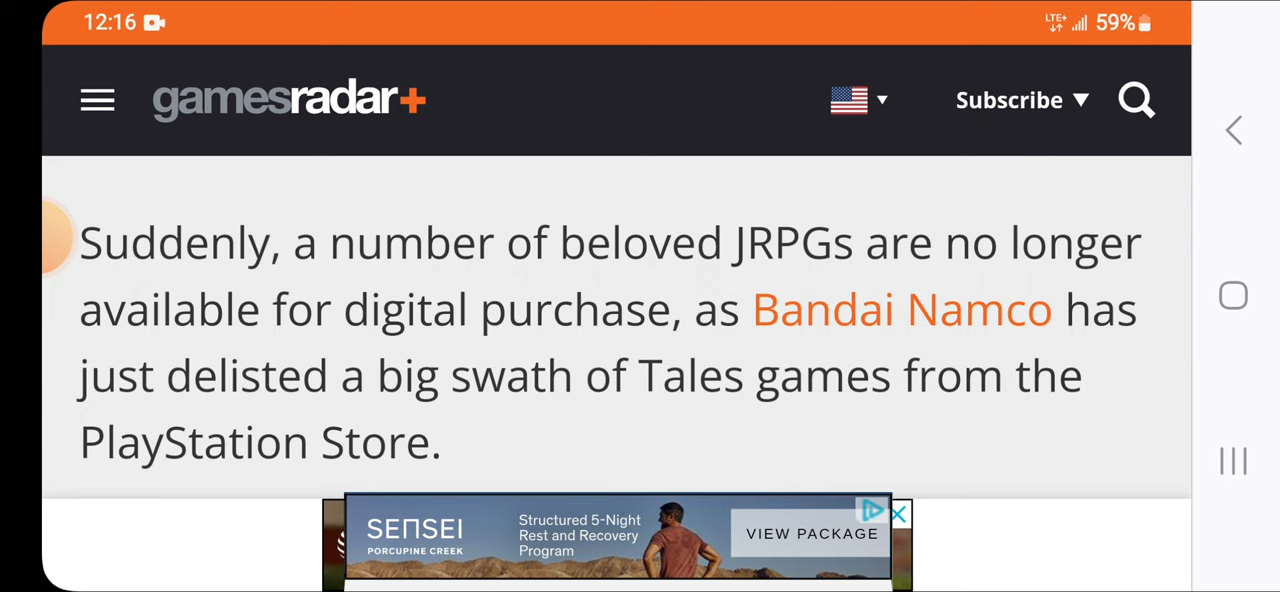 12:16
LTE+ 59%
gamesradar+
Subscribe
Suddenly, a number of beloved JRPGs are no longer
available for digital purchase, as Bandai Namco has
just delisted a big swath of Tales games from the
PlayStation Store.
SENSEI
PORCUPINE CREEK
Structured 5-Night
Rest and Recovery
Program
VIEW PACKAGE